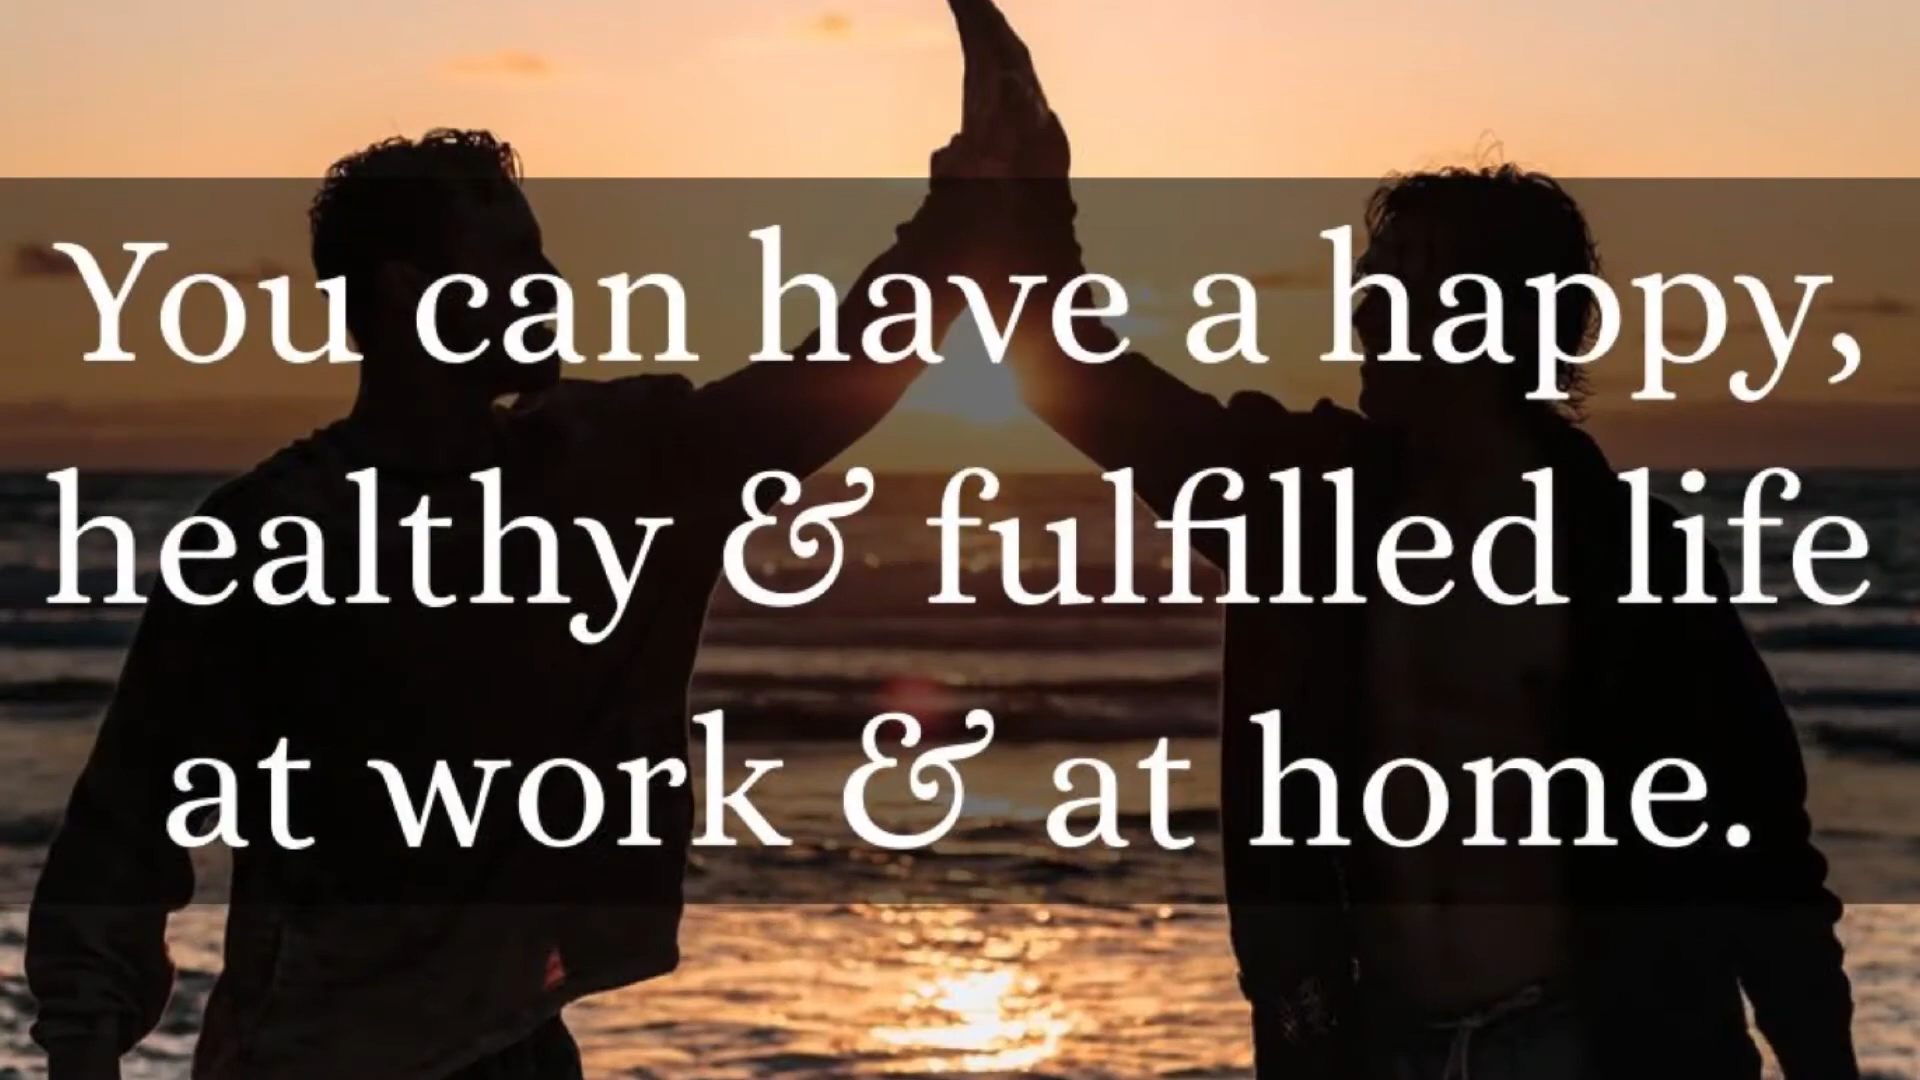 You can have a happy,
healthy & fulfilled life
at work & at home.